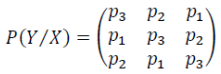 P(Y/X) = (p₃ p₂ p₁
p₁ p₃ p₂
p₂ p₁ p₃)